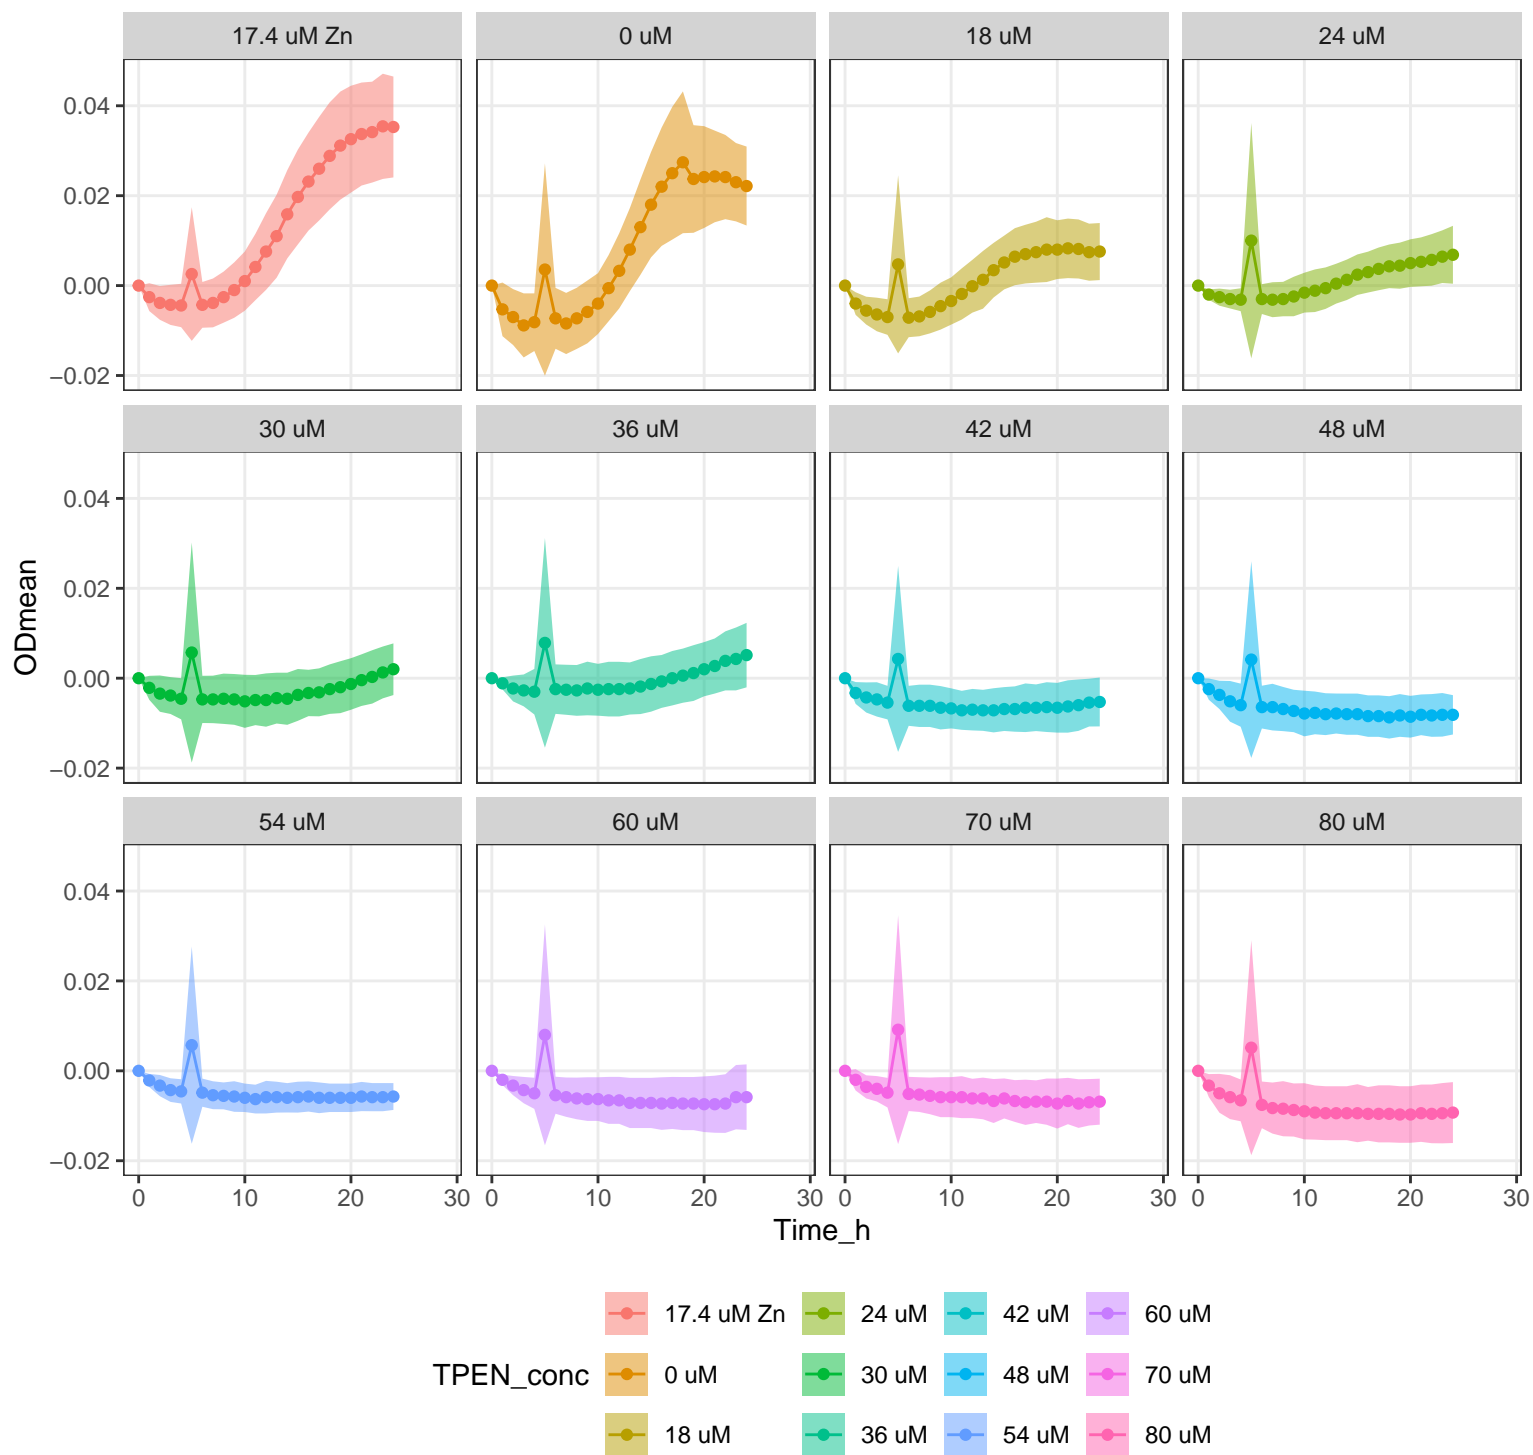 17.4 uM Zn 0 uM 18 uM 24 uM
0.04
0.02
0.00
−0.02
30 uM 36 uM 42 uM 48 uM
0.04
0.02
0.00
−0.02
ODmean
54 uM 60 uM 70 uM 80 uM
0.04
0.02
0.00
−0.02
0 10 20 30 0 10 20 30 0 10 20 30 0 10 20 30
Time_h
TPEN_conc
17.4 uM Zn 24 uM 42 uM 60 uM
0 uM 30 uM 48 uM 70 uM
18 uM 36 uM 54 uM 80 uM